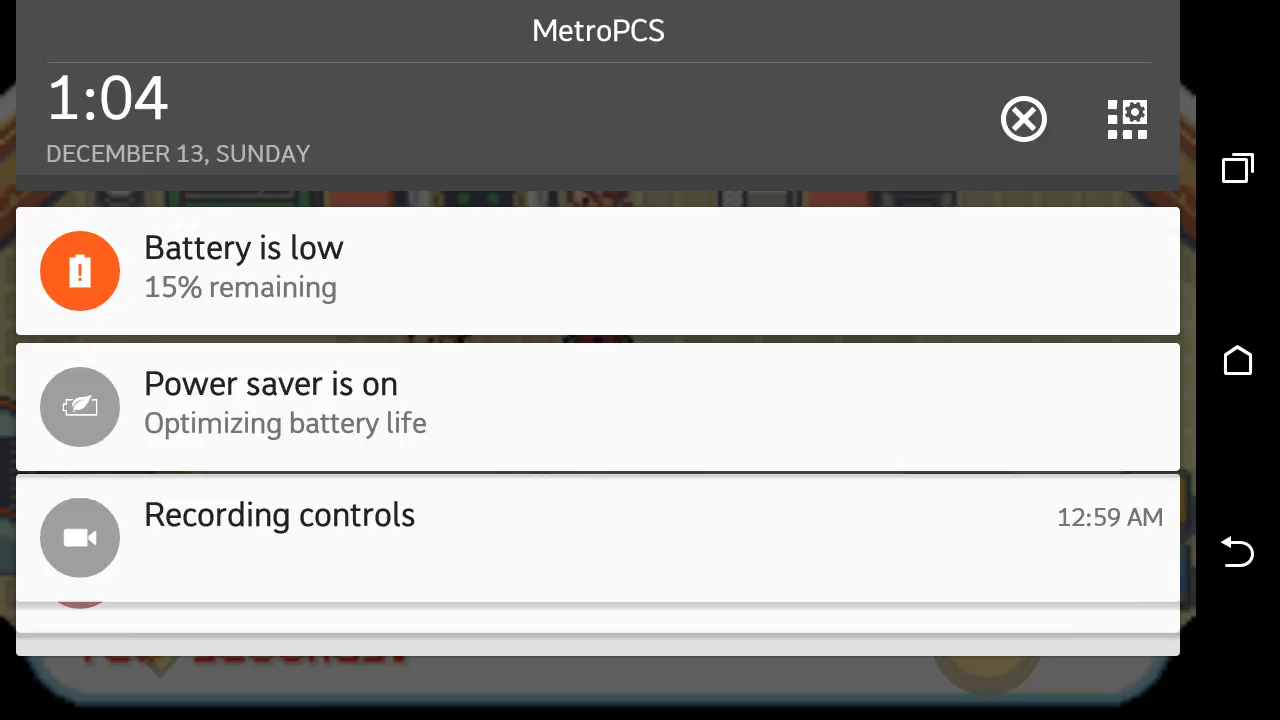 MetroPCS
1:04
DECEMBER 13, SUNDAY
Battery is low
15% remaining
Power saver is on
Optimizing battery life
Recording controls
12:59 AM